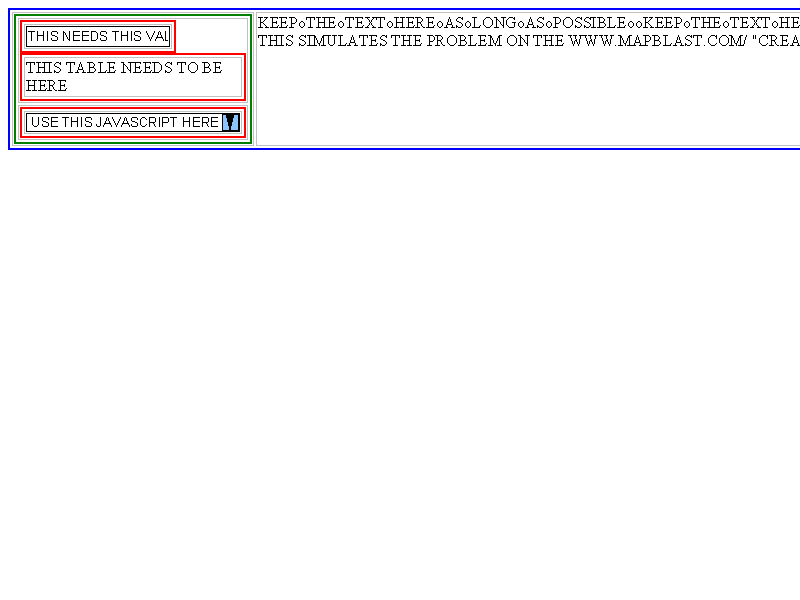 THIS NEEDS THIS VAL
THIS TABLE NEEDS TO BE
HERE
USE THIS JAVASCRIPT HERE
KEEPoTHEoTEXToHEREoASoLONGoASoPOSSIBLEooKEEPoTHEoTEXToHE
THIS SIMULATES THE PROBLEM ON THE WWW.MAPBLAST.COM/ "CREA